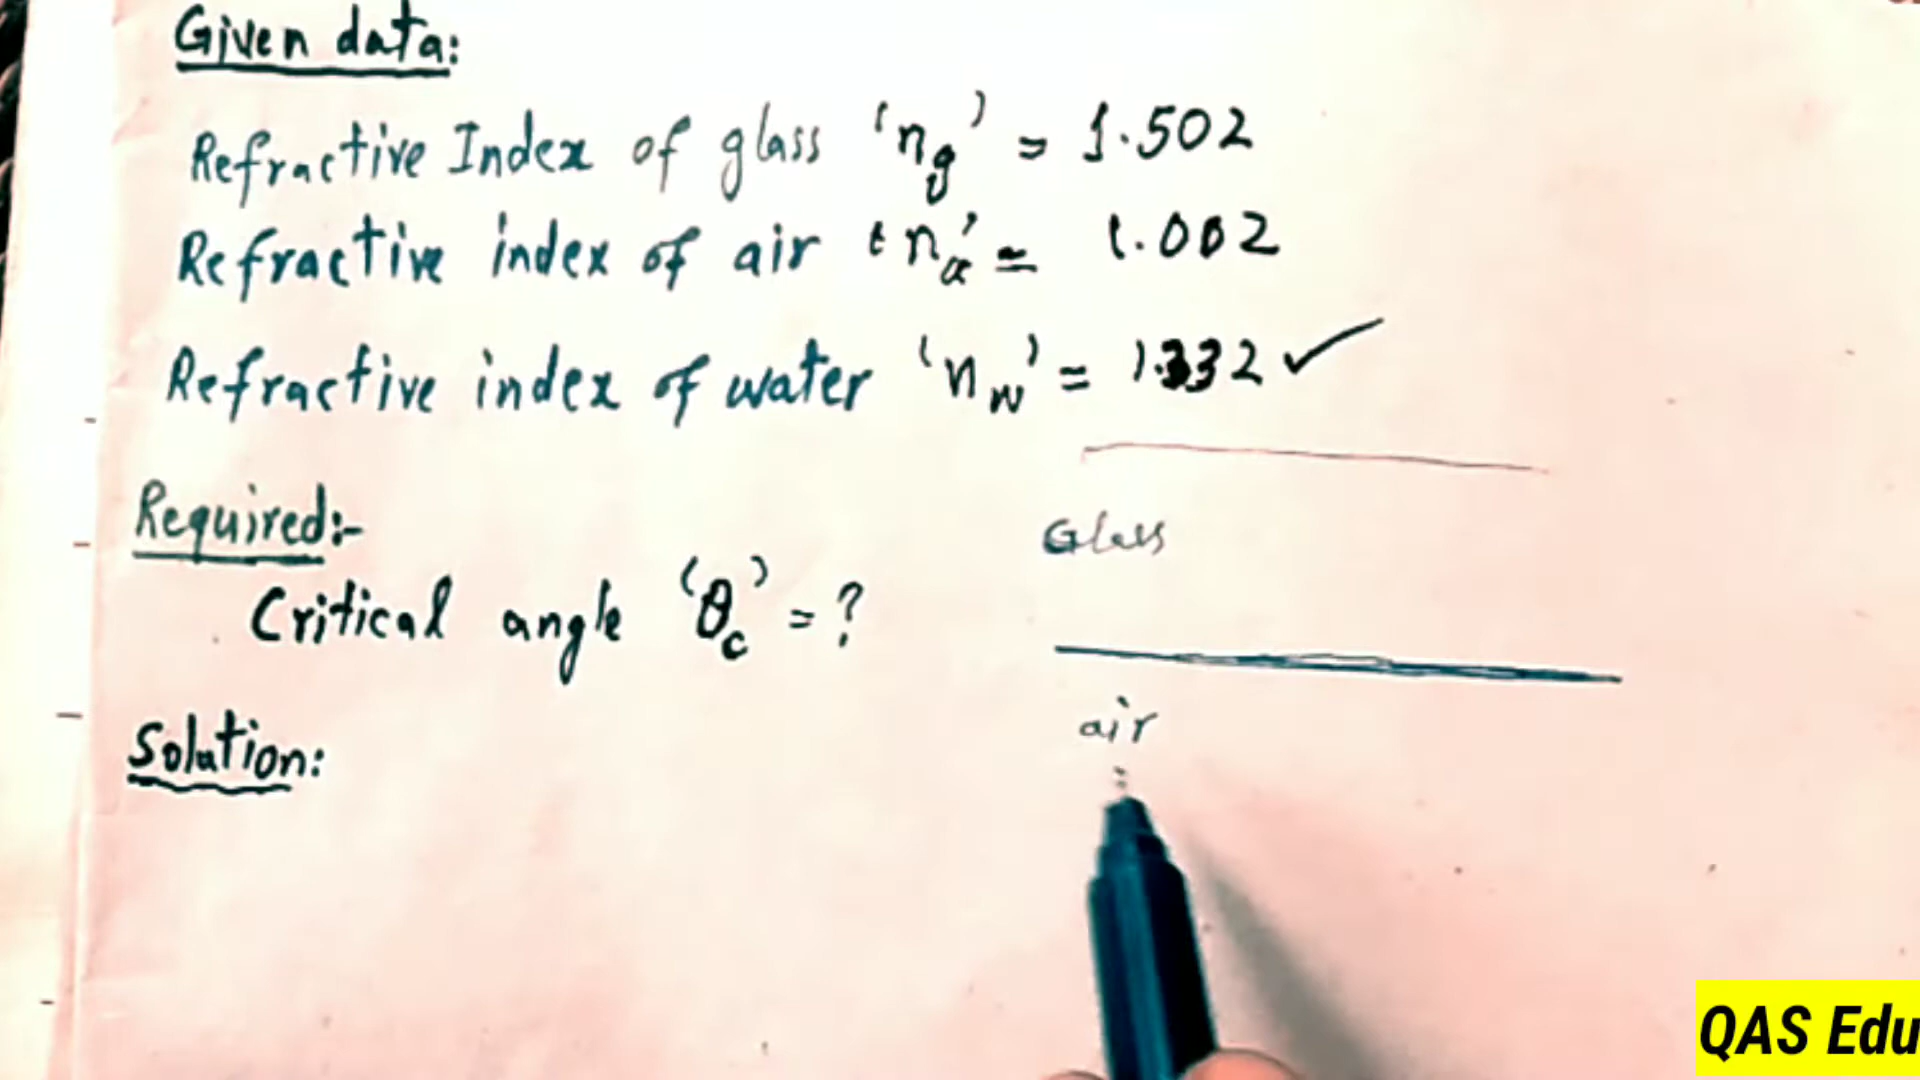 Given data:
Refractive Index of glass 'ng' = 1.502
Refractive index of air 'na' = 1.002
Refractive index of water 'nw' = 1.332 ✓
Required:-
Glass
Critical angle 'θc' = ?
air
Solution:
QAS Edu